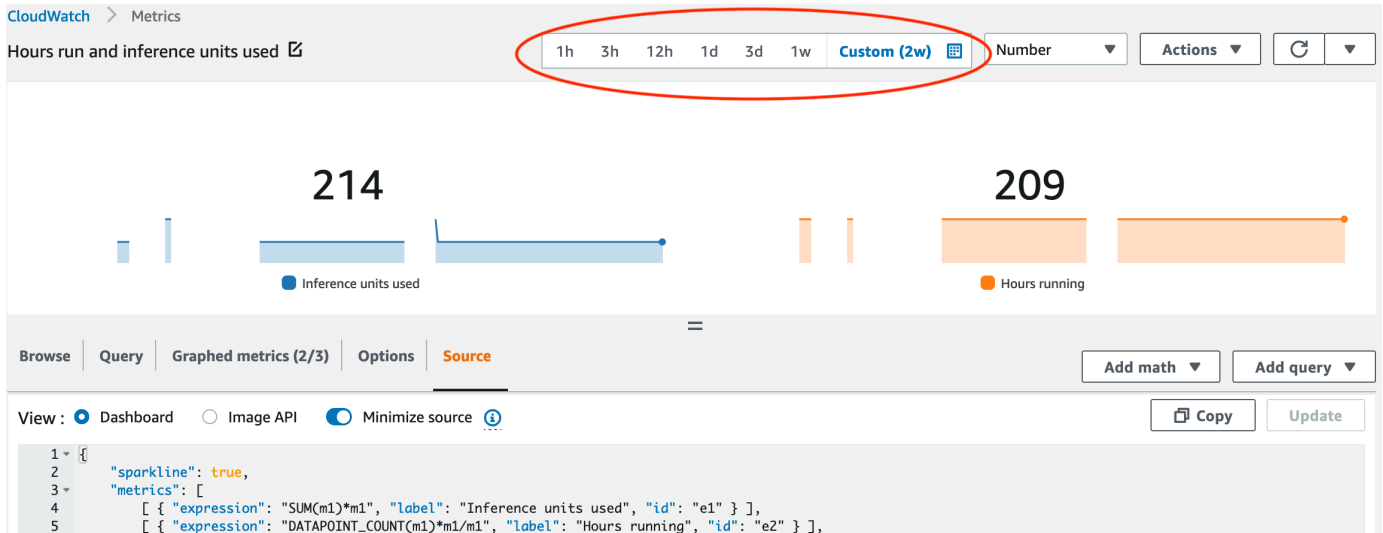 CloudWatch > Metrics
Hours run and inference units used
1h 3h 12h 1d 3d 1w Custom (2w)
Number
Actions
214
209
Inference units used
Hours running
Browse
Query
Graphed metrics (2/3)
Options
Source
Add math
Add query
View :
Dashboard
Image API
Minimize source
Copy
Update
1 {
2 "sparkline": true,
3 "metrics": [
4 [ { "expression": "SUM(m1)*m1", "label": "Inference units used", "id": "e1" } ],
5 [ { "expression": "DATAPOINT_COUNT(m1)*m1/m1", "label": "Hours running", "id": "e2" } ],